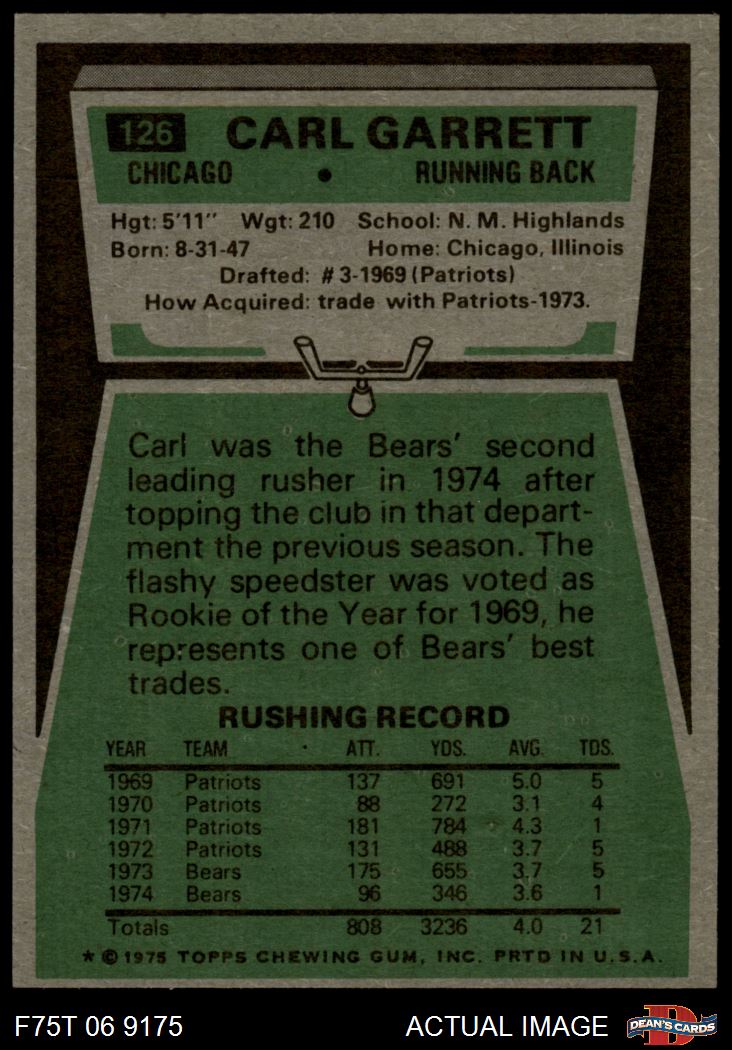 126 CARL GARRETT
CHICAGO • RUNNING BACK
Hgt: 5'11" Wgt: 210 School: N. M. Highlands
Born: 8-31-47 Home: Chicago, Illinois
Drafted: #3-1969 (Patriots)
How Acquired: trade with Patriots-1973.
Carl was the Bears' second
leading rusher in 1974 after
topping the club in that depart-
ment the previous season. The
flashy speedster was voted as
Rookie of the Year for 1969, he
represents one of Bears' best
trades.
RUSHING RECORD
YEAR TEAM ATT. YDS. AVG. TDS.
1969 Patriots 137 691 5.0 5
1970 Patriots 88 272 3.1 4
1971 Patriots 181 784 4.3 1
1972 Patriots 131 488 3.7 5
1973 Bears 175 655 3.7 5
1974 Bears 96 346 3.6 1
Totals 808 3236 4.0 21
★ © 1975 TOPPS CHEWING GUM, INC. PRTD IN U.S.A.
F75T 06 9175 ACTUAL IMAGE D DEAN'S CARDS